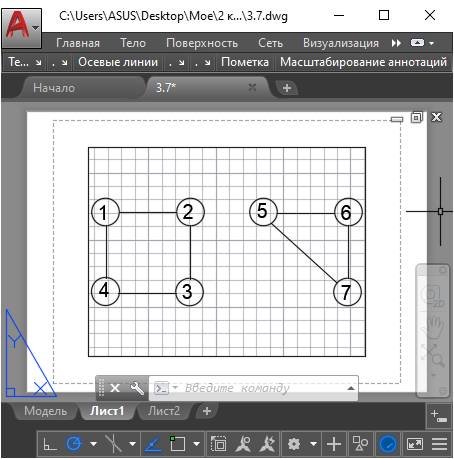 C:\Users\ASUS\Desktop\Мое\2 к...\3.7.dwg
Главная Тело Поверхность Сеть Визуализация
Те... Осевые линии Пометка Масштабирование аннотаций
Начало 3.7*
1 2 5 6
4 3 7
2D
Y
X
Введите команду
Модель Лист1 Лист2 +